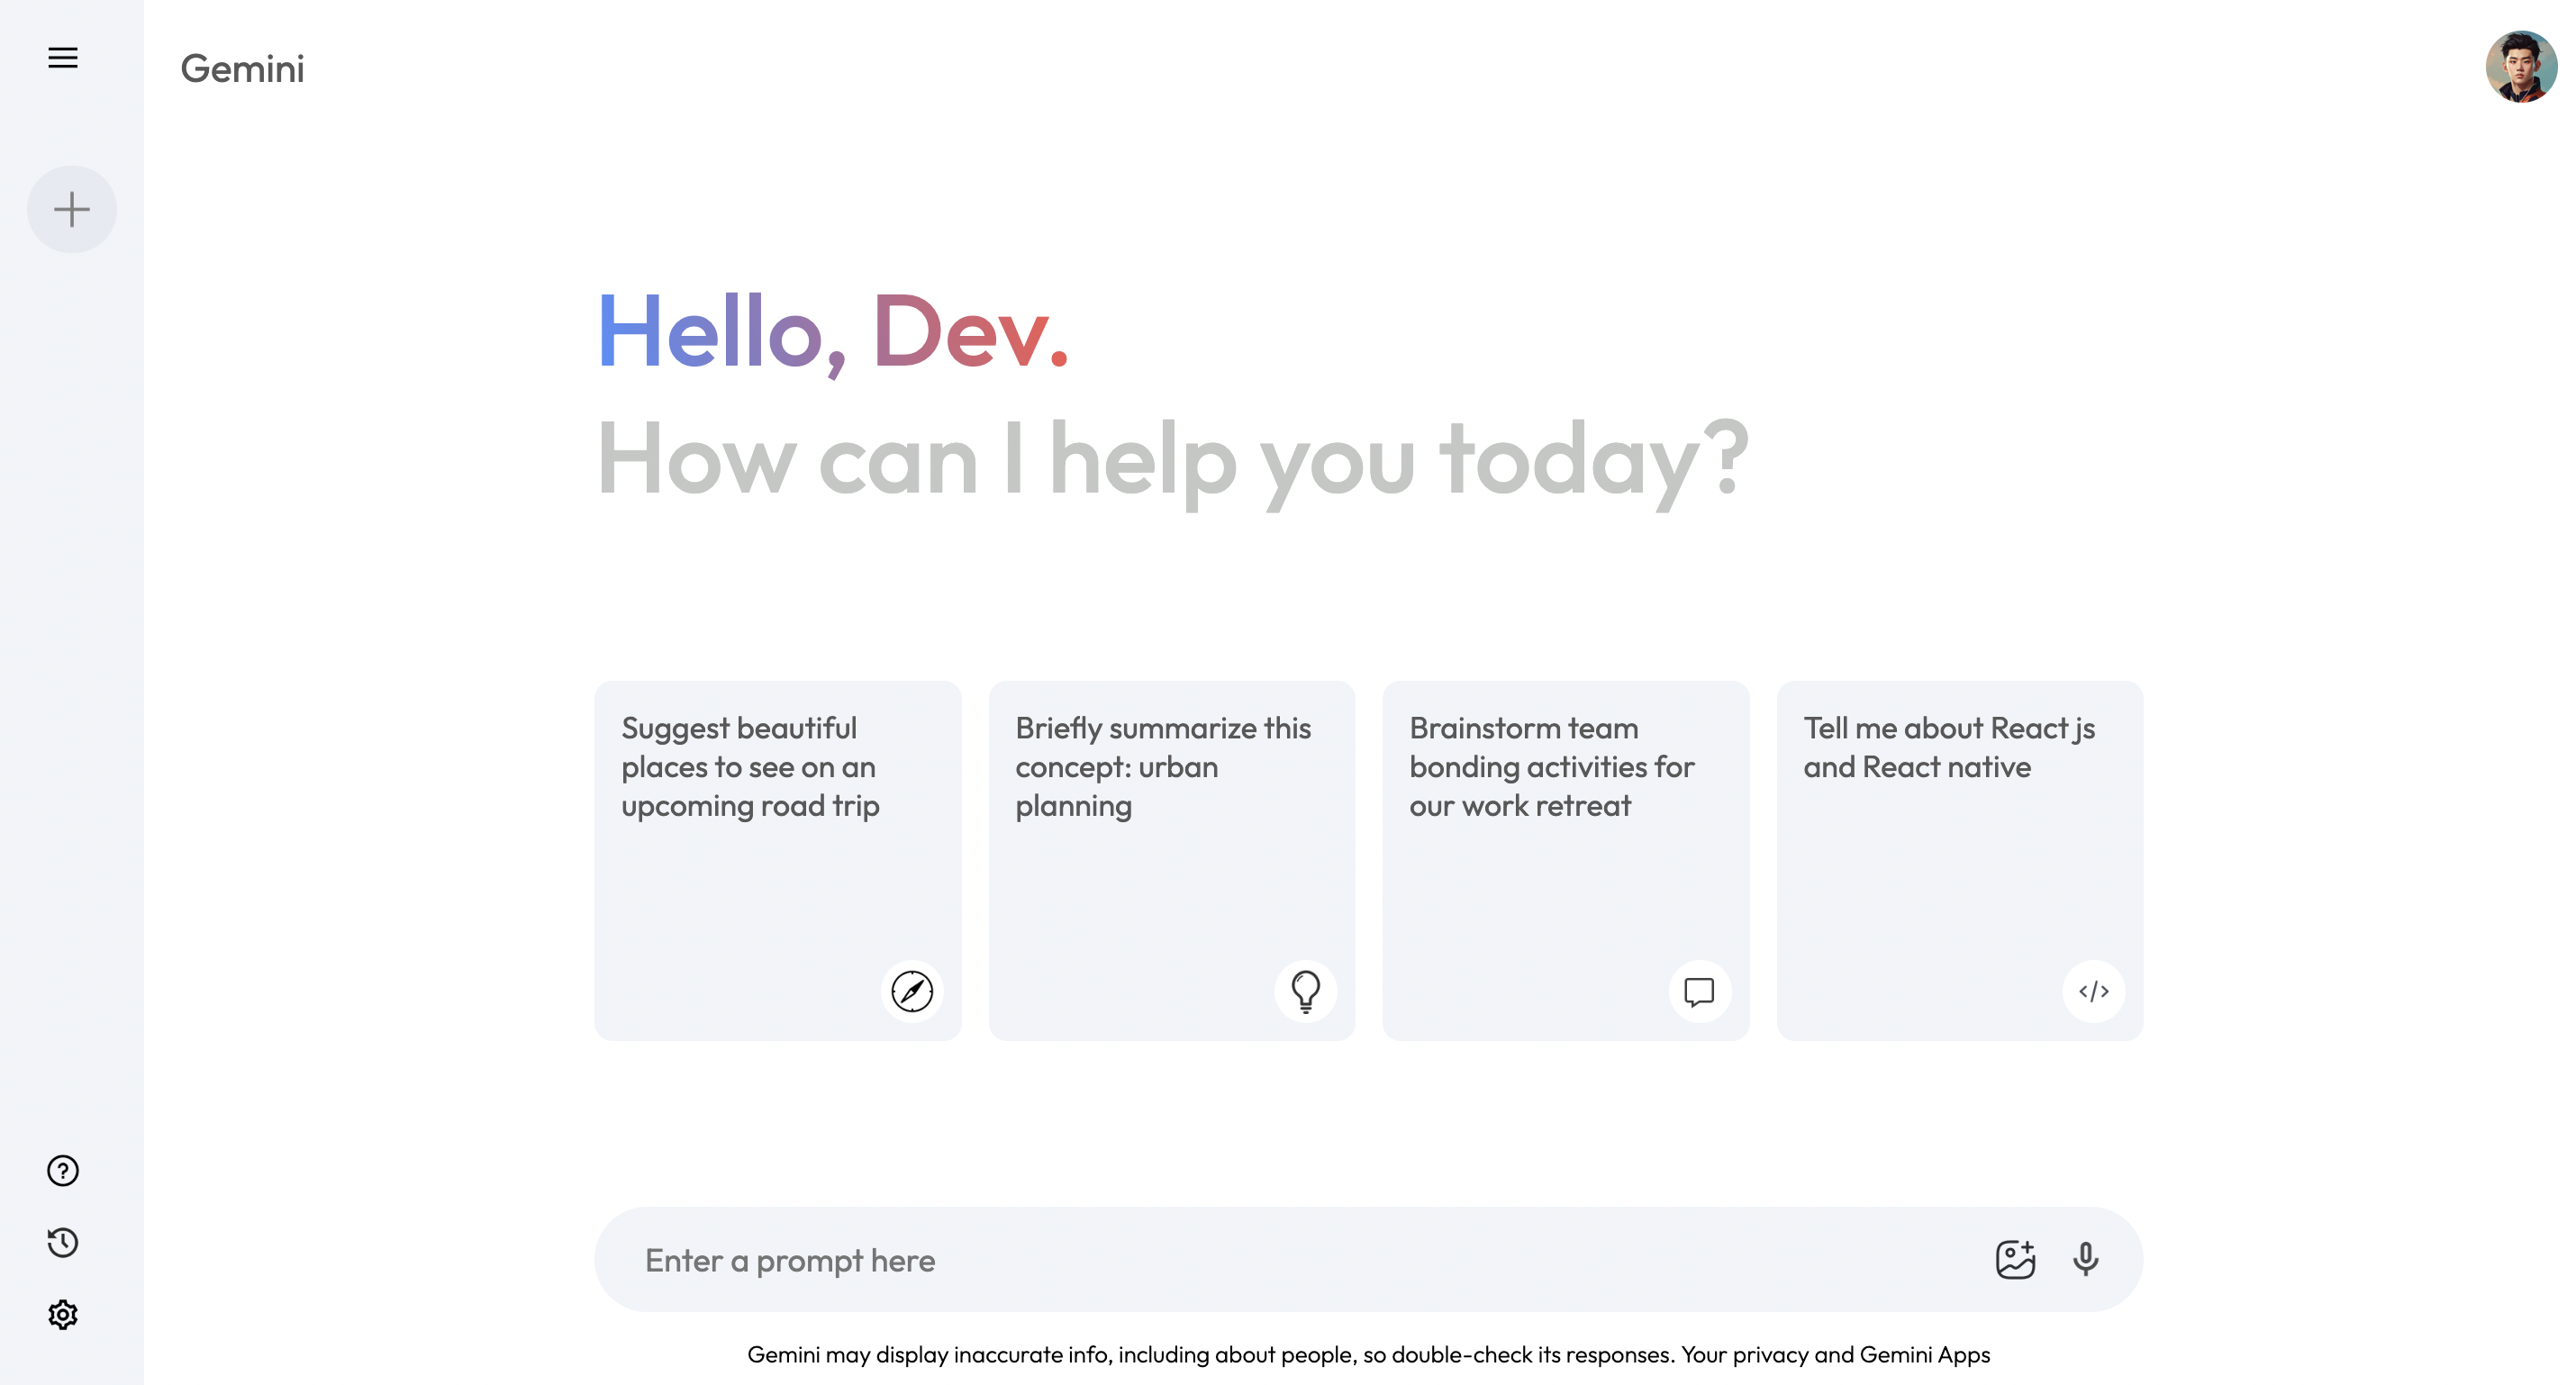 Gemini
Hello, Dev.
How can I help you today?
Suggest beautiful
places to see on an
upcoming road trip
Briefly summarize this
concept: urban
planning
Brainstorm team
bonding activities for
our work retreat
Tell me about React js
and React native
Enter a prompt here
Gemini may display inaccurate info, including about people, so double-check its responses. Your privacy and Gemini Apps